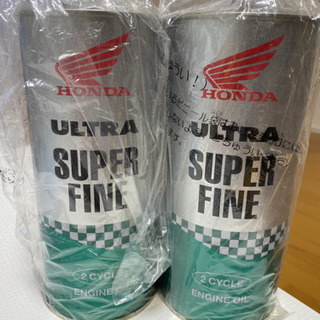 HONDA
ULTRA
SUPER
FINE
2 CYCLE
ENGINE OIL
HONDA
ULTRA
SUPER
FINE
2 CYCLE
ENGINE OIL